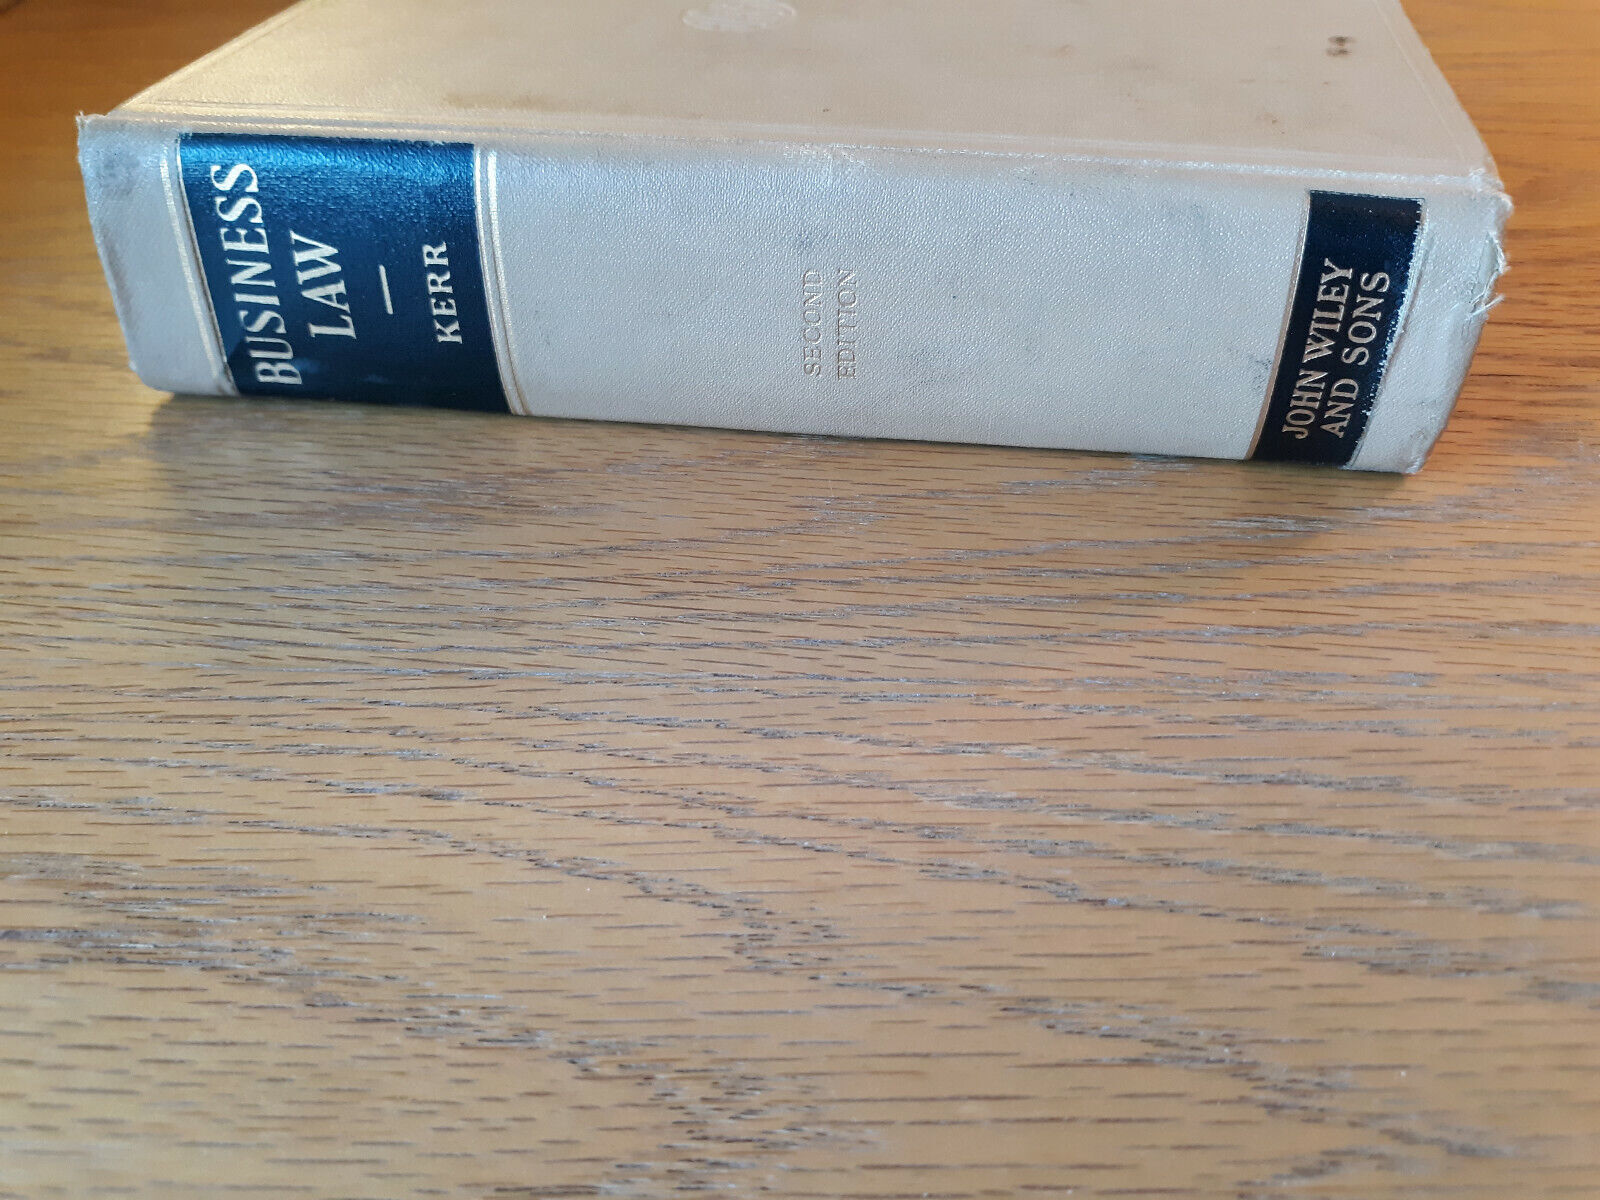 BUSINESS
LAW
—
KERR
SECOND
EDITION
JOHN WILEY
AND SONS